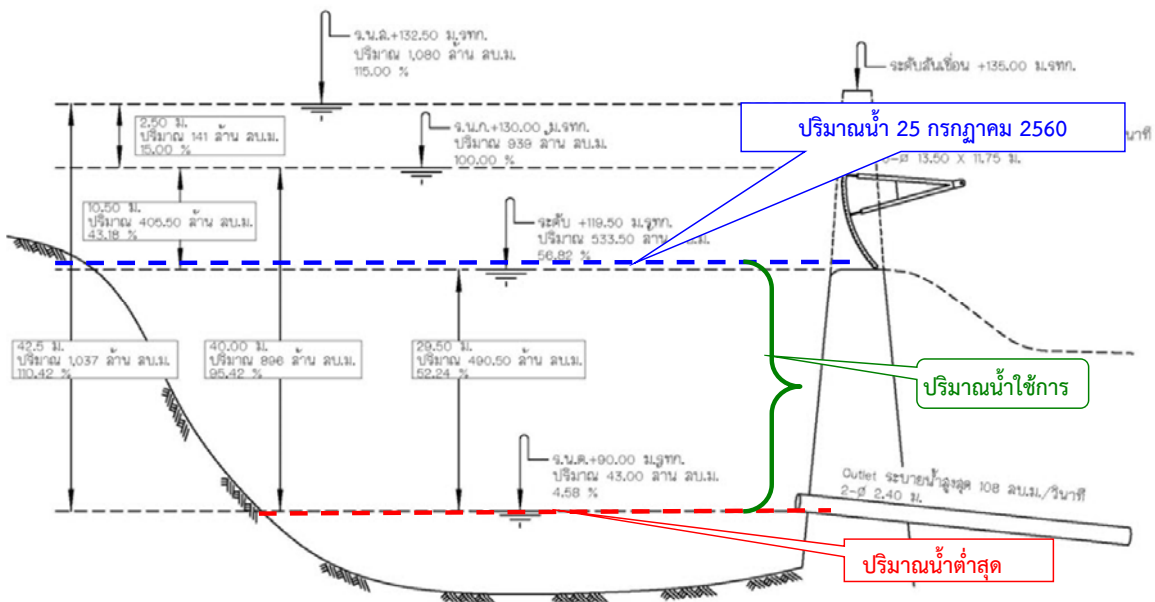 ร.น.ส.+132.50 ม.รทก.
ปริมาณ 1,080 ล้าน ลบ.ม.
115.00 %
ระดับสันเขื่อน +135.00 ม.รทก.
2.50 ม.
ปริมาณ 141 ล้าน ลบ.ม.
15.00 %
ร.น.ก.+130.00 ม.รทก.
ปริมาณ 939 ล้าน ลบ.ม.
100.00 %
ปริมาณน้ำ 25 กรกฏาคม 2560
วินาที
13.50 X 11.75 ม.
10.50 ม.
ปริมาณ 405.50 ล้าน ลบ.ม.
43.18 %
ระดับ +119.50 ม.รทก.
ปริมาณ 533.50 ล้าน ลบ.ม.
56.82 %
42.5 ม.
ปริมาณ 1,037 ล้าน ลบ.ม.
110.42 %
40.00 ม.
ปริมาณ 896 ล้าน ลบ.ม.
95.42 %
29.50 ม.
ปริมาณ 490.50 ล้าน ลบ.ม.
52.24 %
ปริมาณน้ำใช้การ
ร.น.ต.+90.00 ม.รทก.
ปริมาณ 43.00 ล้าน ลบ.ม.
4.58 %
Outlet ระบายน้ำสูงสุด 108 ลบ.ม./วินาที
2-Ø 2.40 ม.
ปริมาณน้ำต่ำสุด